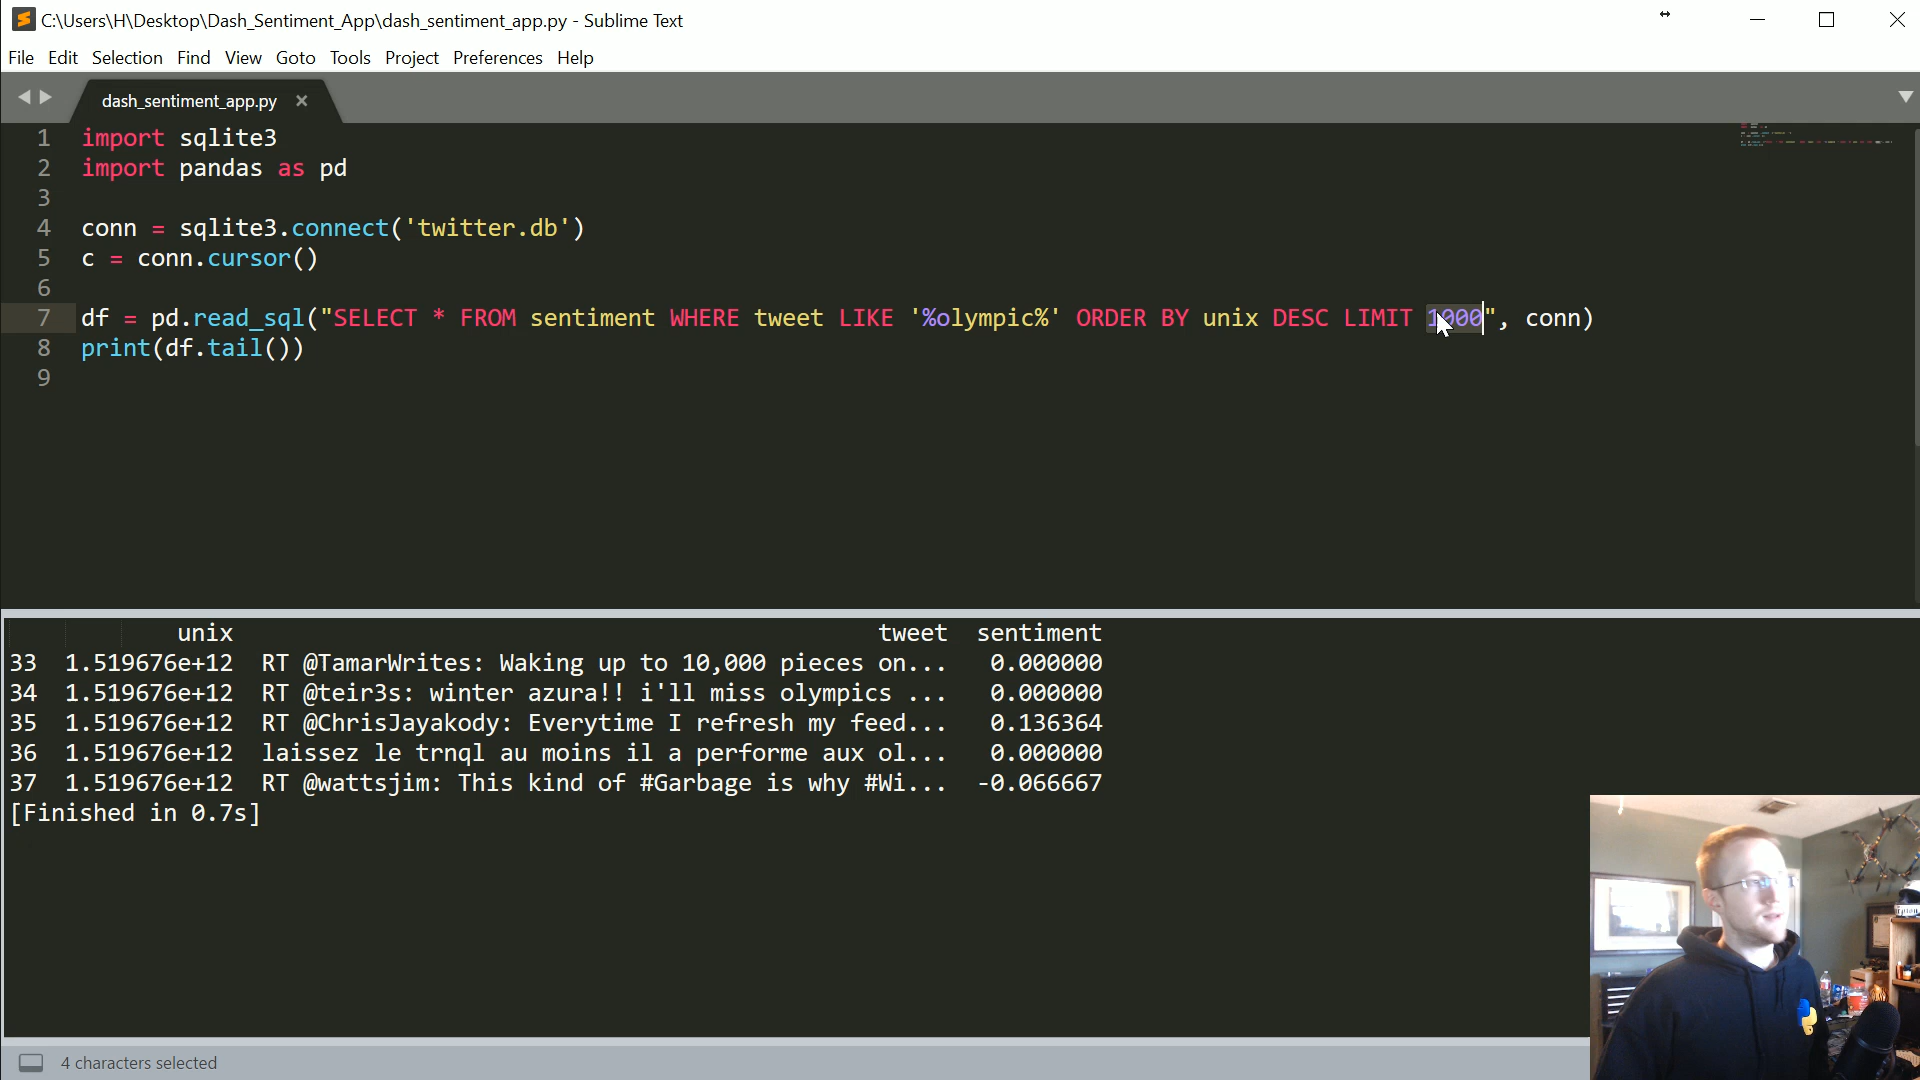 C:\Users\H\Desktop\Dash_Sentiment_App\dash_sentiment_app.py - Sublime Text
File Edit Selection Find View Goto Tools Project Preferences Help
dash_sentiment_app.py ×
1 import sqlite3
2 import pandas as pd
3
4 conn = sqlite3.connect('twitter.db')
5 c = conn.cursor()
6
7 df = pd.read_sql("SELECT * FROM sentiment WHERE tweet LIKE '%olympic%' ORDER BY unix DESC LIMIT 1000", conn)
8 print(df.tail())
9
unix tweet sentiment
33 1.519676e+12 RT @TamarWrites: Waking up to 10,000 pieces on... 0.000000
34 1.519676e+12 RT @teir3s: winter azura!! i'll miss olympics ... 0.000000
35 1.519676e+12 RT @ChrisJayakody: Everytime I refresh my feed... 0.136364
36 1.519676e+12 laissez le trnql au moins il a performe aux ol... 0.000000
37 1.519676e+12 RT @wattsjim: This kind of #Garbage is why #Wi... -0.066667
[Finished in 0.7s]
4 characters selected